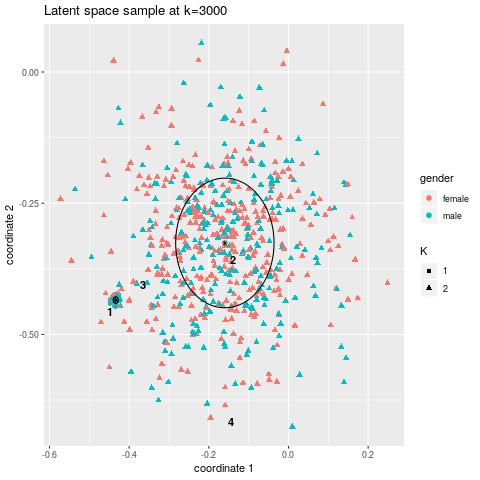 Latent space sample at k=3000
coordinate 2
0.00
-0.25
-0.50
1
2
3
4
-0.6
-0.4
-0.2
0.0
0.2
coordinate 1
gender
female
male
K
1
2